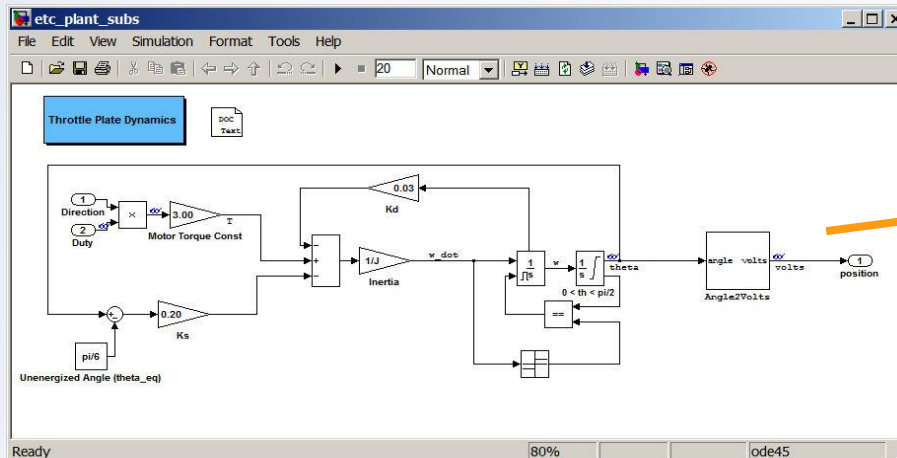 etc_plant_subs
File Edit View Simulation Format Tools Help
20 Normal
Throttle Plate Dynamics
DOC
Text
0.03
Kd
1
Direction
2
Duty
×
3.00
Motor Torque Const
T
−
+
−
1/J
Inertia
w_dot
1
s
w
1
s
theta
0 < th < pi/2
==
angle volts
Angle2Volts
volts
1
position
+
−
0.20
Ks
pi/6
Unenergized Angle (theta_eq)
Ready 80% ode45